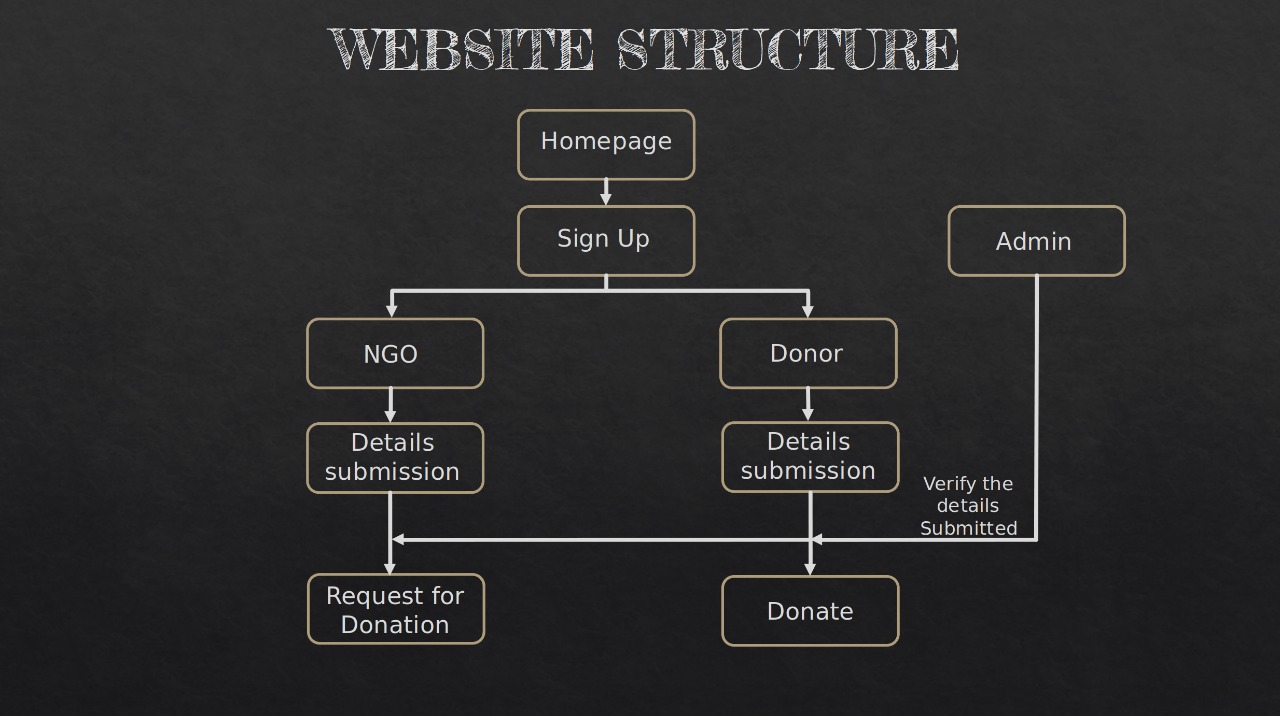 WEBSITE STRUCTURE
Homepage
Sign Up
Admin
NGO
Donor
Details
submission
Details
submission
Verify the
details
Submitted
Request for
Donation
Donate